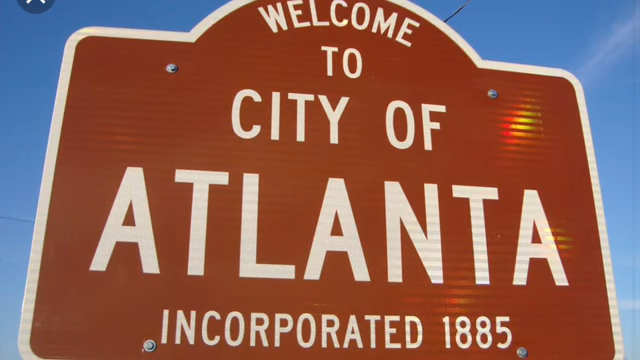 WELCOME
TO
CITY OF
ATLANTA
INCORPORATED 1885